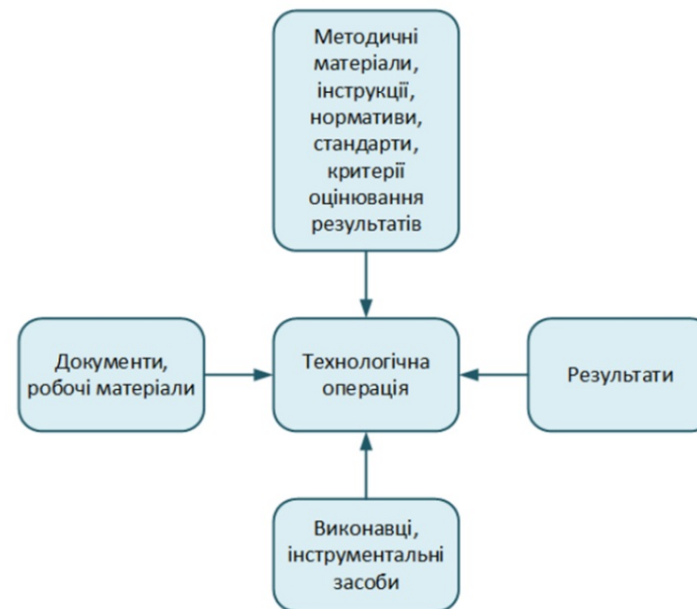 Методичні
матеріали,
інструкції,
нормативи,
стандарти,
критерії
оцінювання
результатів
Документи,
робочі матеріали
Технологічна
операція
Результати
Виконавці,
інструментальні
засоби